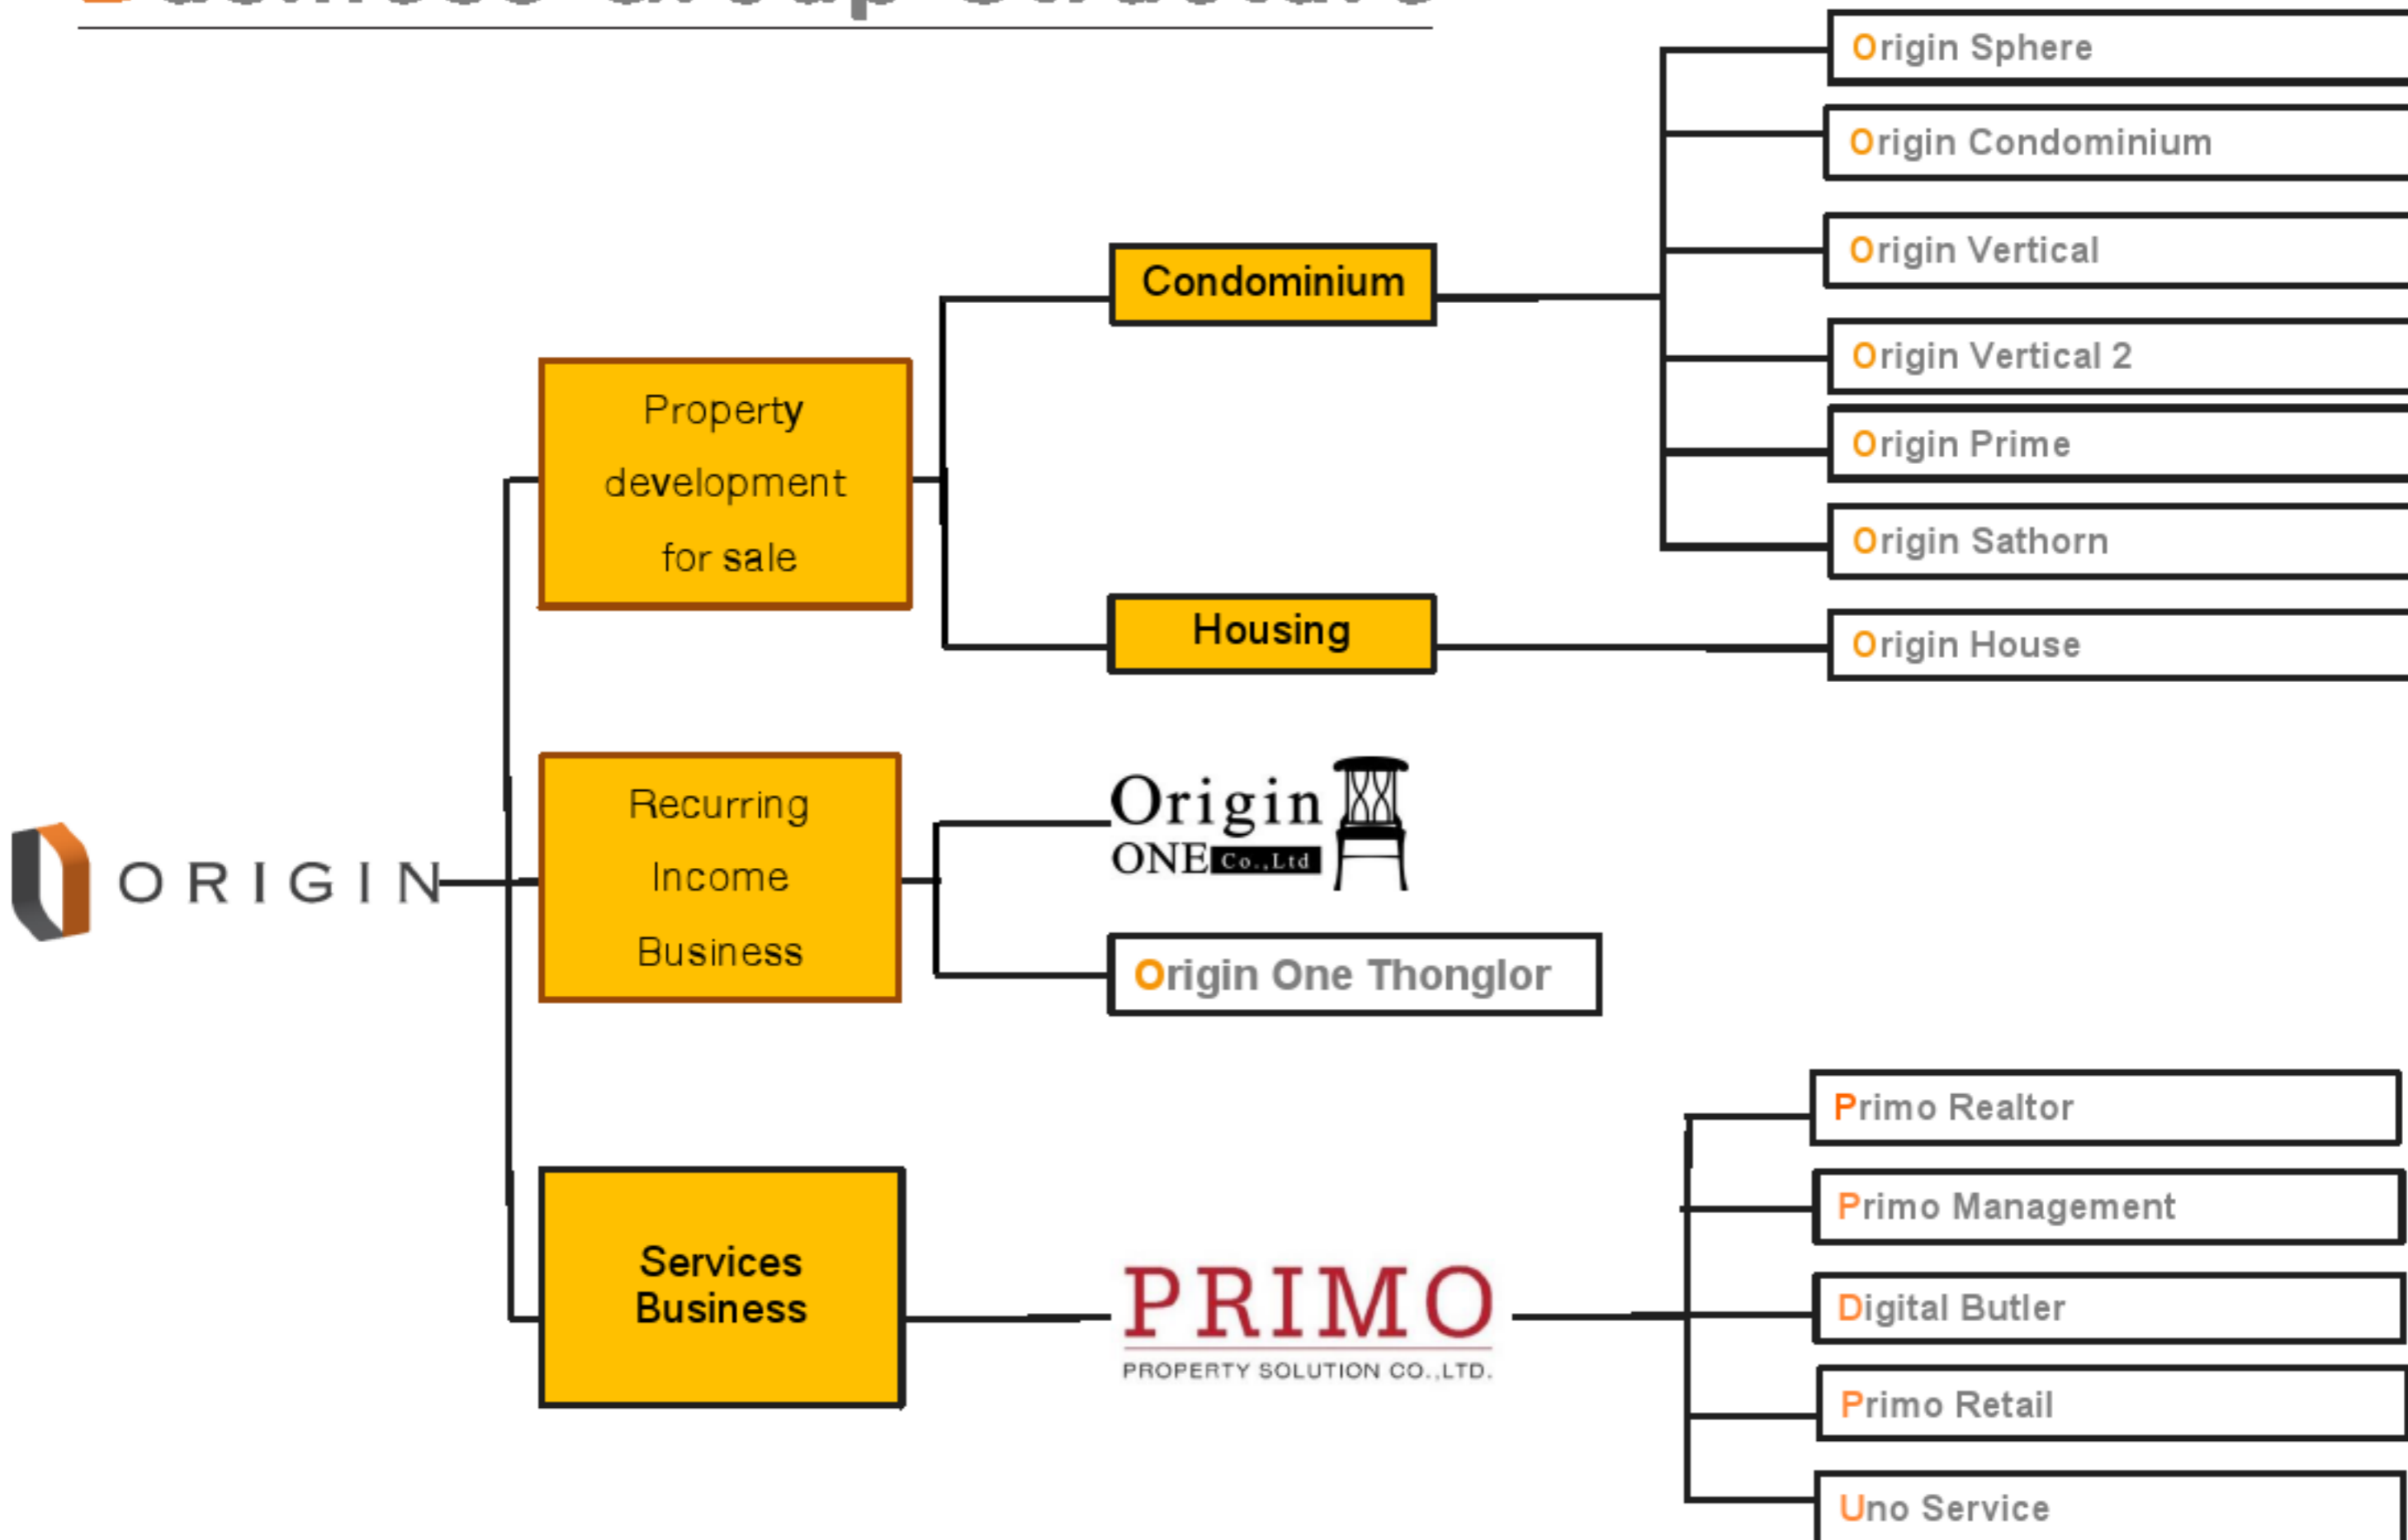 Origin Sphere
Origin Condominium
Origin Vertical
Condominium
Origin Vertical 2
Property
development
for sale
Origin Prime
Origin Sathorn
Housing
Origin House
Recurring
Income
Business
Origin
ONE Co.,Ltd
ORIGIN
Origin One Thonglor
Primo Realtor
Primo Management
Services
Business
PRIMO
PROPERTY SOLUTION CO.,LTD.
Digital Butler
Primo Retail
Uno Service